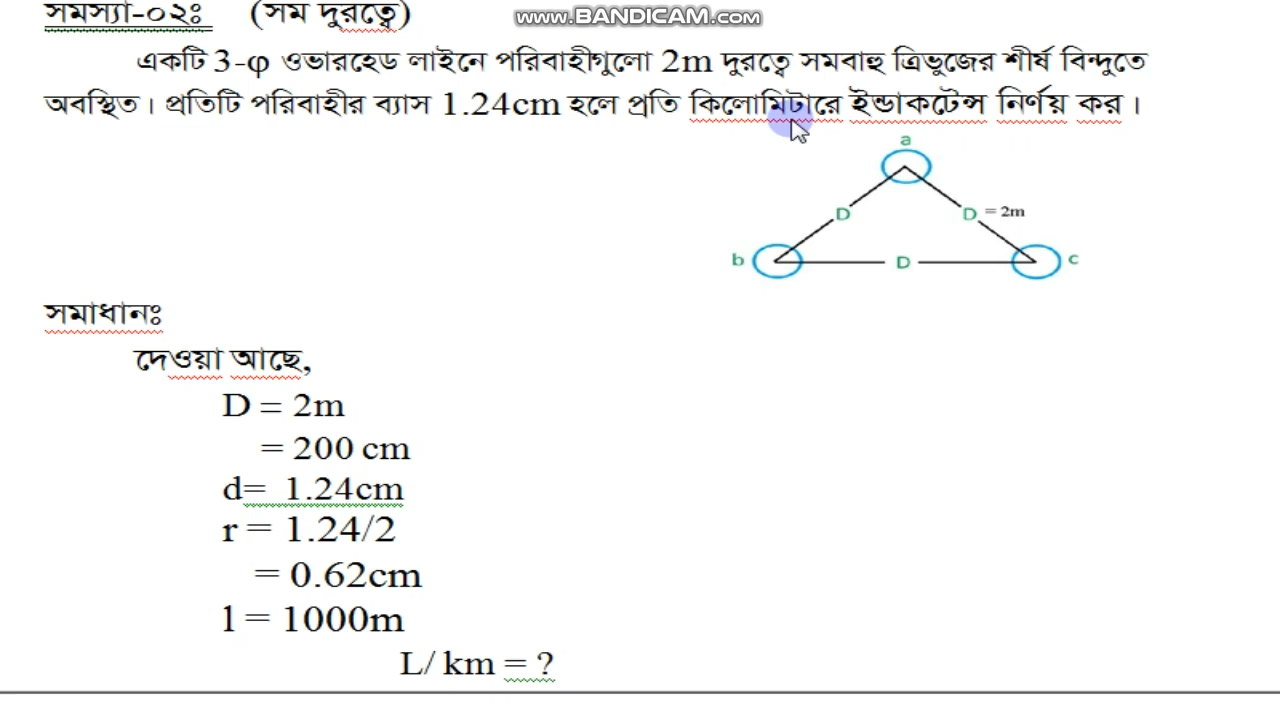 www.BANDICAM.com
সমস্যা-০২ঃ (সম দুরত্বে)
একটি 3-φ ওভারহেড লাইনে পরিবাহীগুলো 2m দুরত্বে সমবাহু ত্রিভুজের শীর্ষ বিন্দুতে
অবস্থিত। প্রতিটি পরিবাহীর ব্যাস 1.24cm হলে প্রতি কিলোমিটারে ইন্ডাকটেন্স নির্ণয় কর।
a
D D = 2m
b D c
সমাধানঃ
দেওয়া আছে,
D = 2m
= 200 cm
d= 1.24cm
r = 1.24/2
= 0.62cm
l = 1000m
L/ km = ?